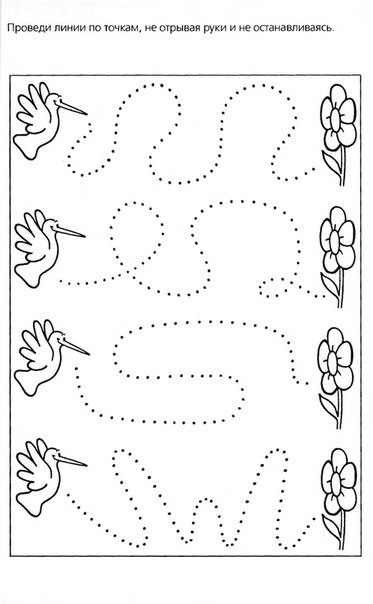 Проведи линии по точкам, не отрывая руки и не останавливаясь.